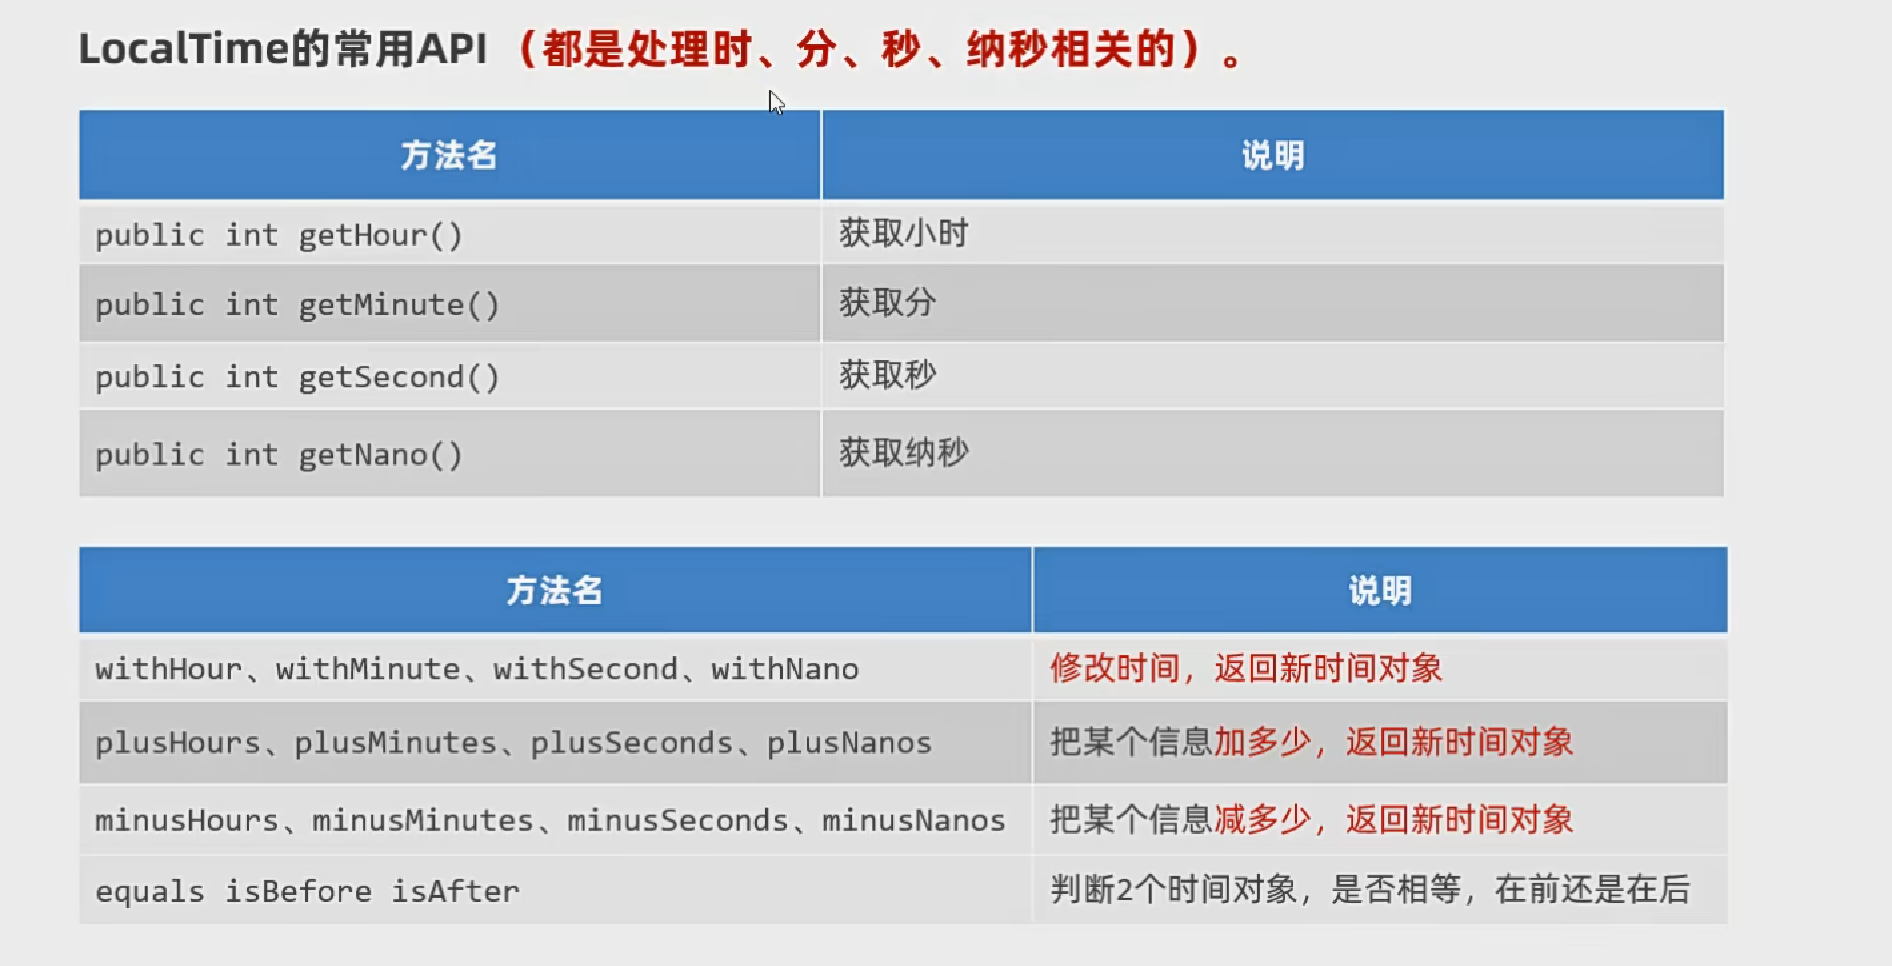 LocalTime的常用API（都是处理时、分、秒、纳秒相关的）。
方法名 说明
public int getHour() 获取小时
public int getMinute() 获取分
public int getSecond() 获取秒
public int getNano() 获取纳秒
方法名 说明
withHour、withMinute、withSecond、withNano 修改时间，返回新时间对象
plusHours、plusMinutes、plusSeconds、plusNanos 把某个信息加多少，返回新时间对象
minusHours、minusMinutes、minusSeconds、minusNanos 把某个信息减多少，返回新时间对象
equals isBefore isAfter 判断2个时间对象，是否相等，在前还是在后